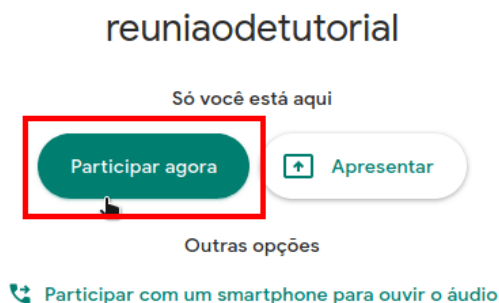 reuniaodetutorial
Só você está aqui
Participar agora
Apresentar
Outras opções
Participar com um smartphone para ouvir o áudio